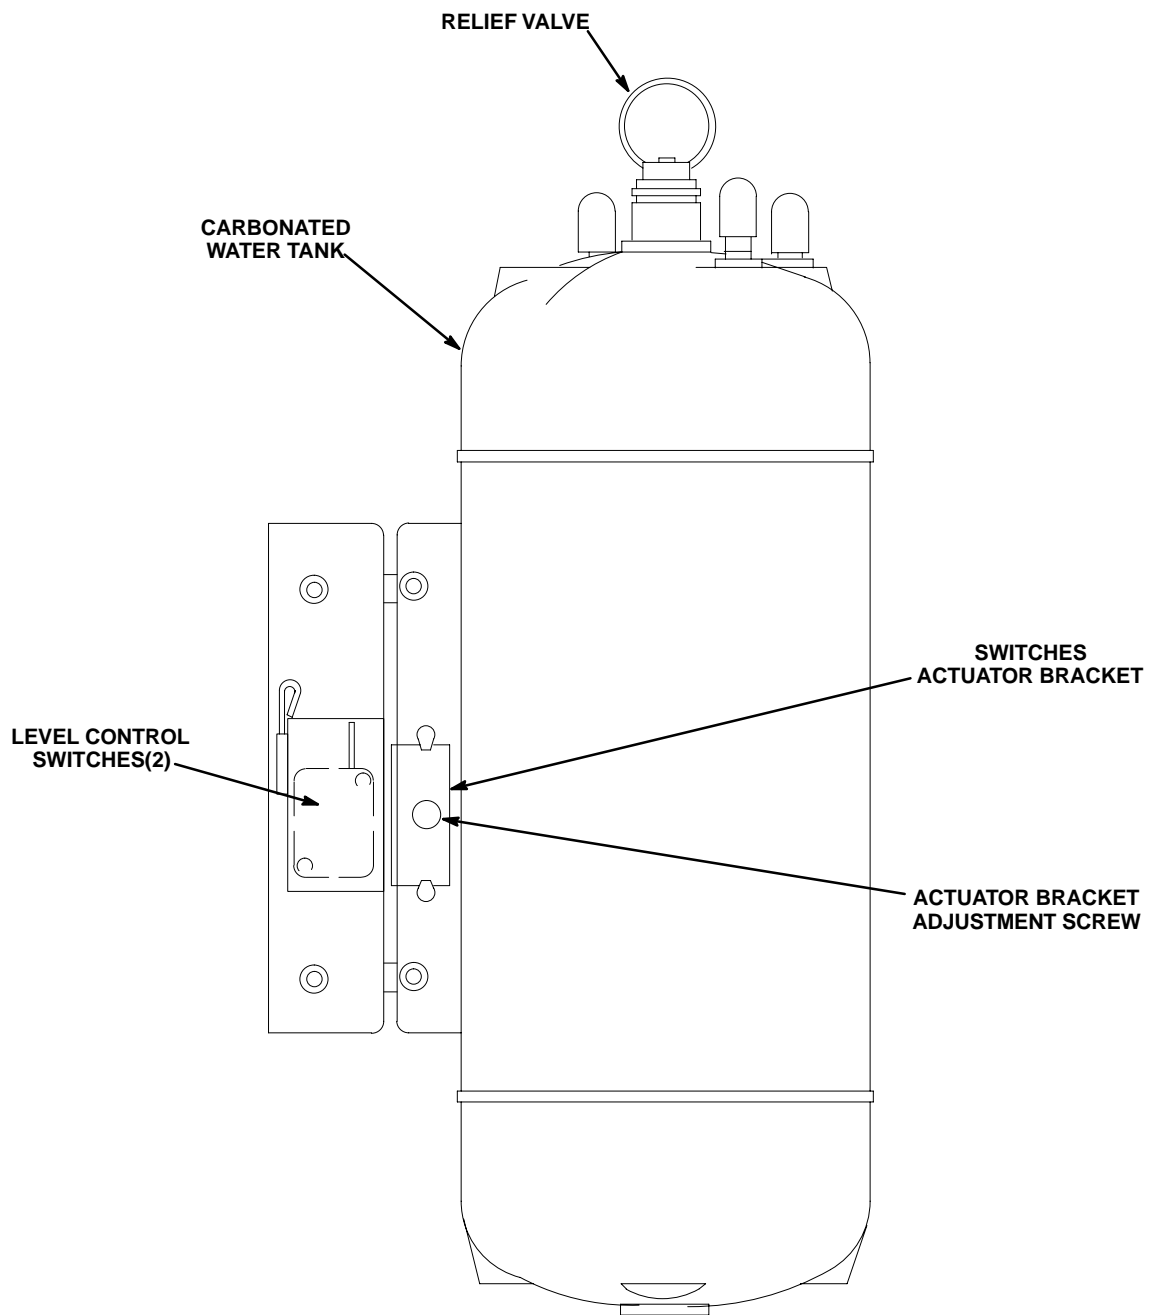 RELIEF VALVE
CARBONATED
WATER TANK
SWITCHES
ACTUATOR BRACKET
LEVEL CONTROL
SWITCHES(2)
ACTUATOR BRACKET
ADJUSTMENT SCREW